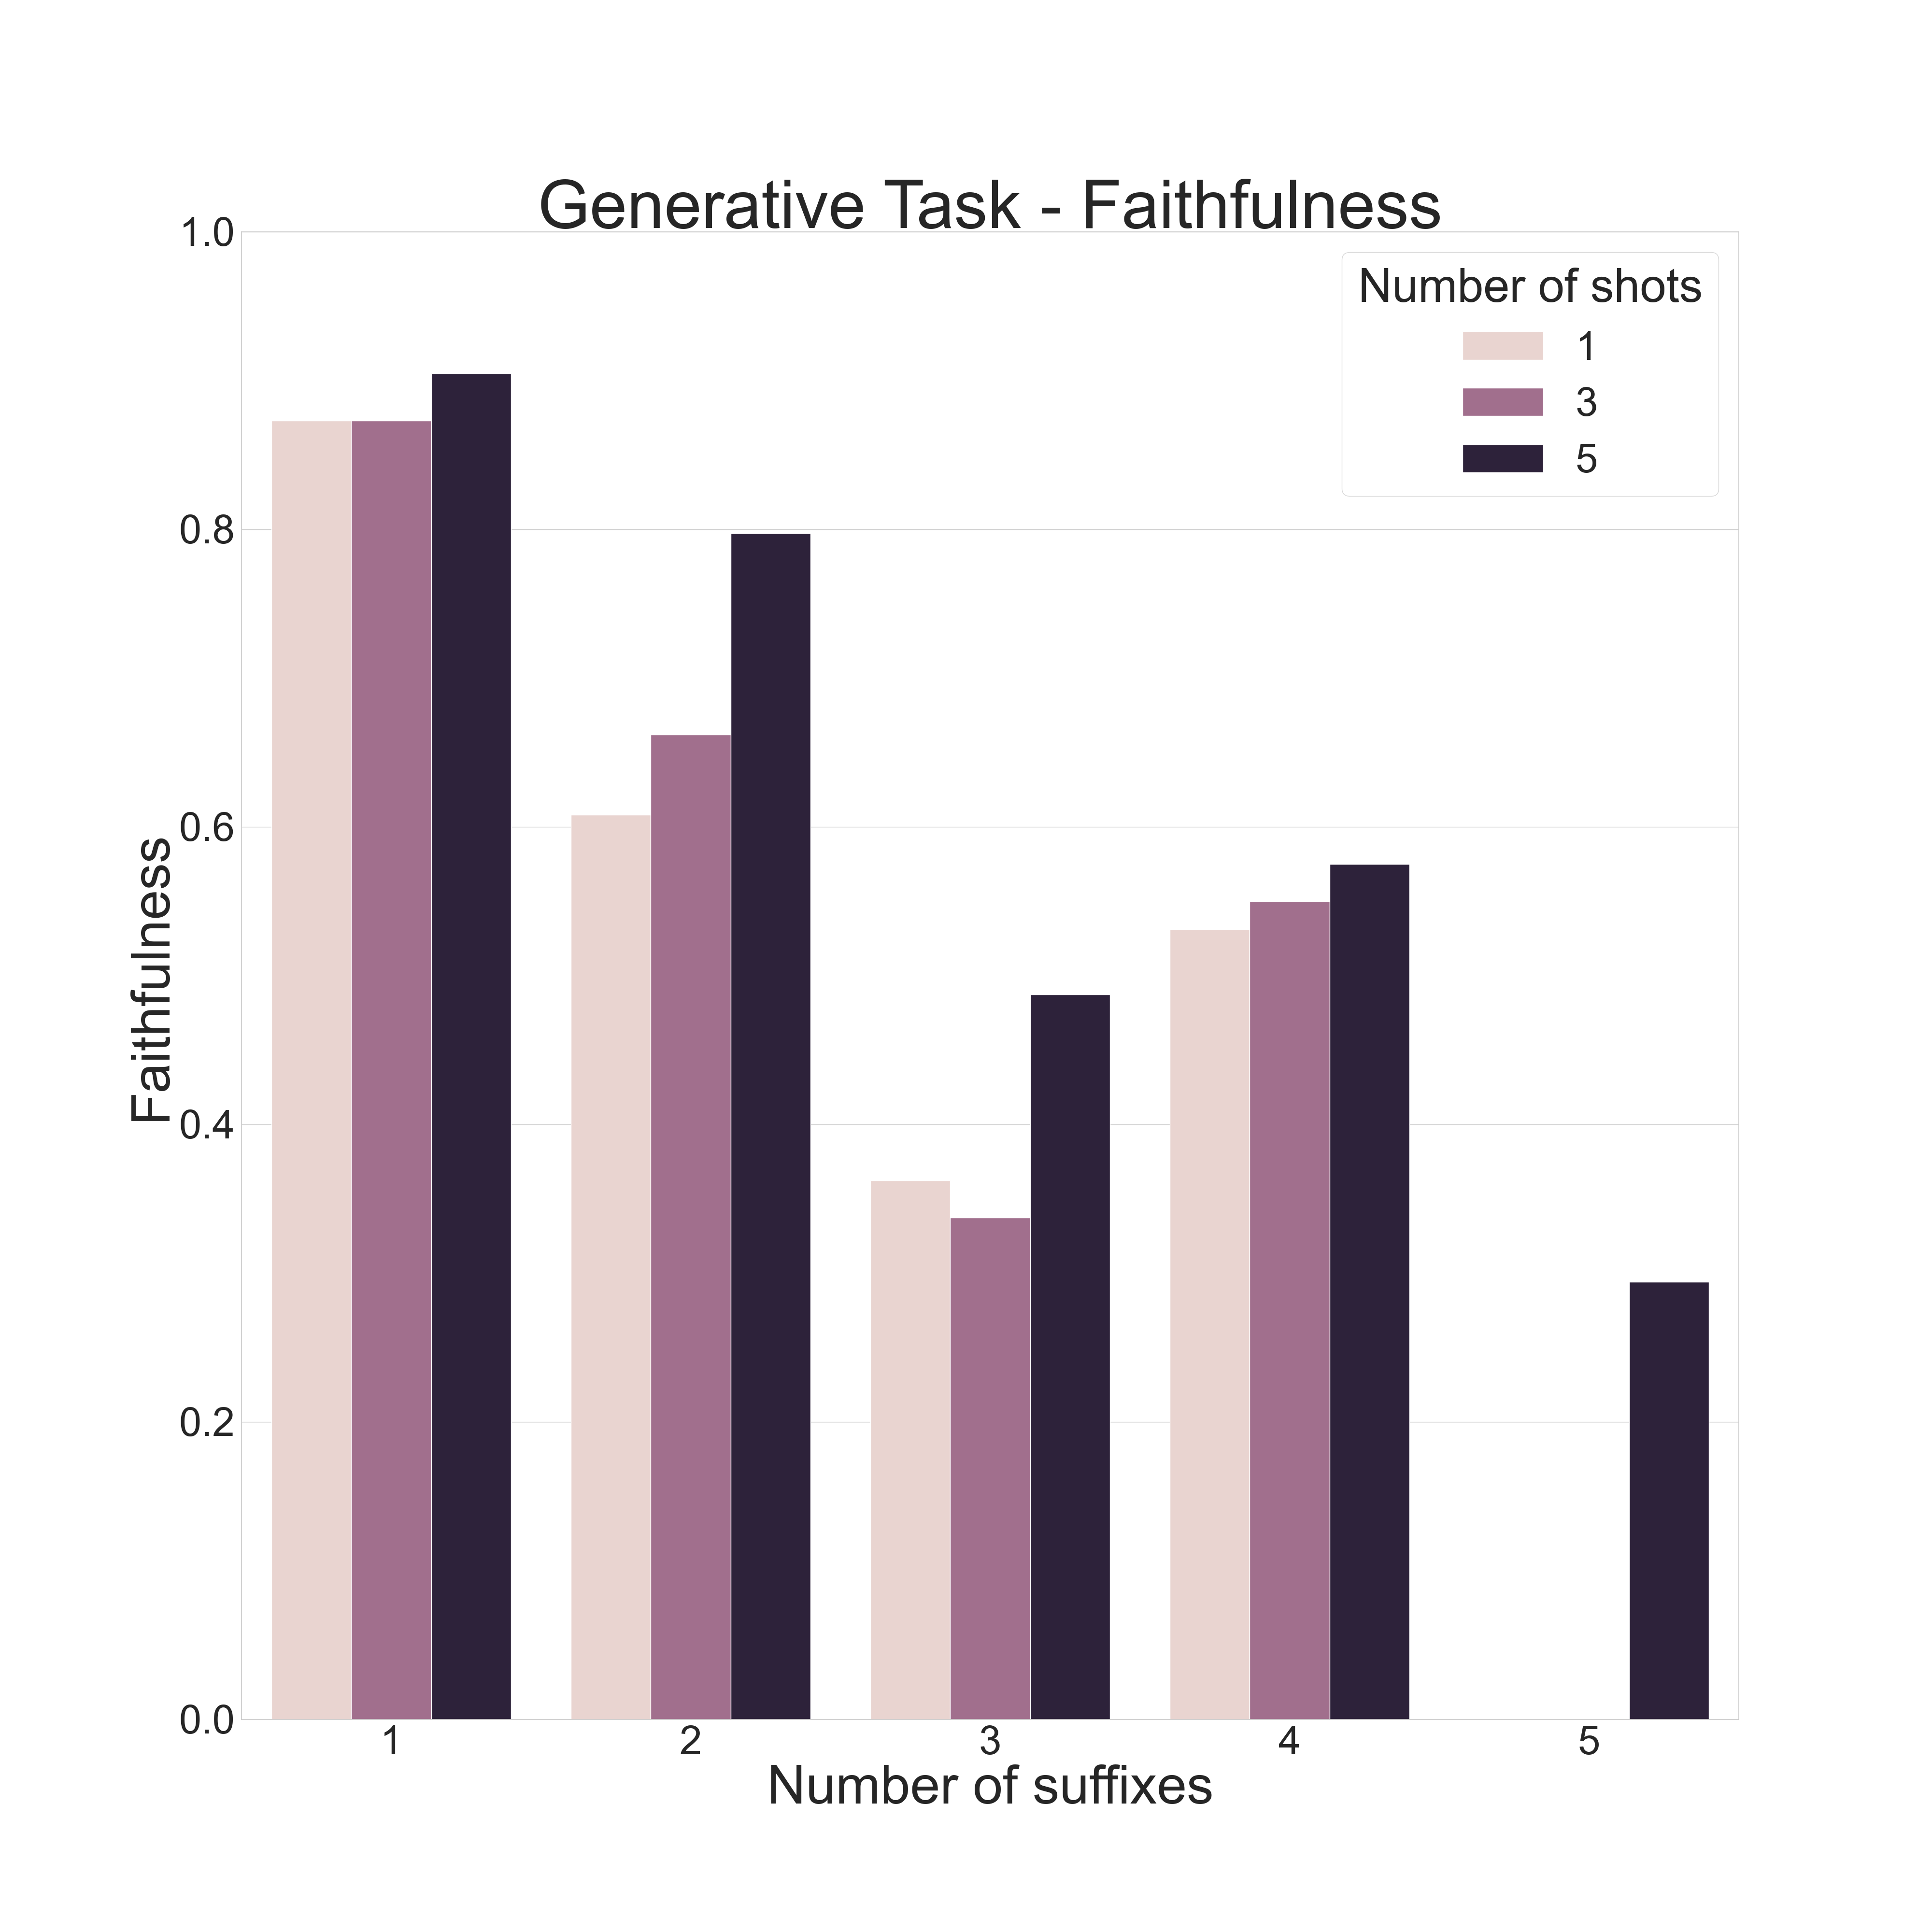 Generative Task - Faithfulness
1.0
0.8
0.6
0.4
0.2
0.0
Faithfulness
Number of shots
1
3
5
1 2 3 4 5
Number of suffixes